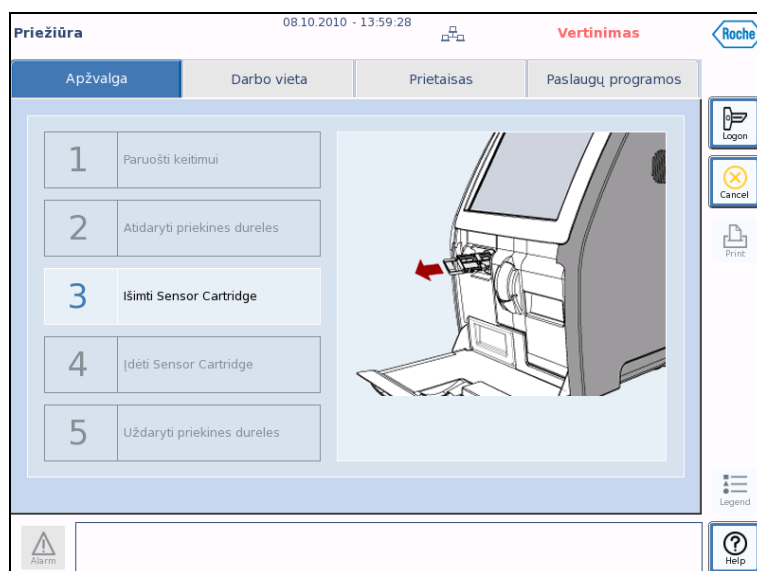 Priežiūra
08.10.2010 - 13:59:28
Vertinimas
Roche
Apžvalga
Darbo vieta
Prietaisas
Paslaugų programos
1 Paruošti keitimui
2 Atidaryti priekines dureles
3 Išimti Sensor Cartridge
4 Įdėti Sensor Cartridge
5 Uždaryti priekines dureles
Logon
Cancel
Print
Legend
Alarm
Help